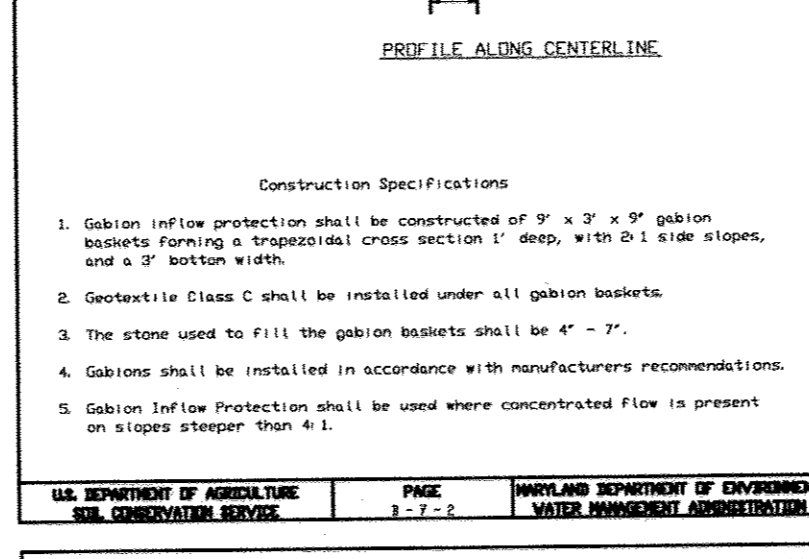 PROFILE ALONG CENTERLINE
Construction Specifications
1. Gabion inflow protection shall be constructed of 9' x 3' x 9" gabion
baskets forming a trapezoidal cross section 1' deep, with 2:1 side slopes,
and a 3' bottom width.
2. Geotextile Class C shall be installed under all gabion baskets.
3. The stone used to fill the gabion baskets shall be 4" - 7".
4. Gabions shall be installed in accordance with manufacturers recommendations.
5. Gabion Inflow Protection shall be used where concentrated flow is present
on slopes steeper than 4:1.
U.S. DEPARTMENT OF AGRICULTURE PAGE MARYLAND DEPARTMENT OF ENVIRONMEN
SOIL CONSERVATION SERVICE B - 7 - 2 WATER MANAGEMENT ADMINISTRATION